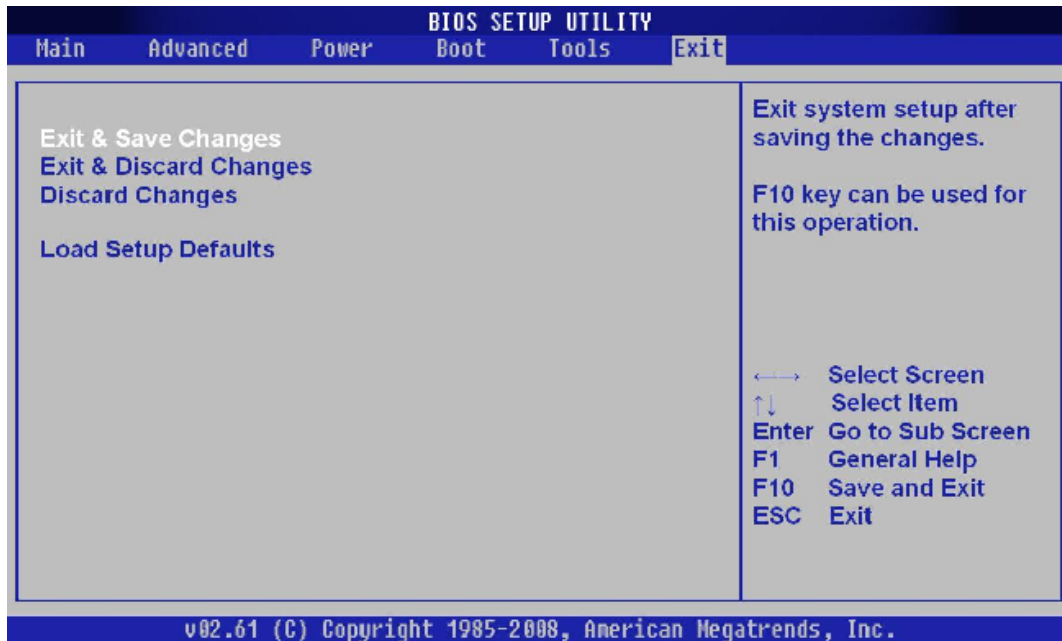 BIOS SETUP UTILITY
Main Advanced Power Boot Tools Exit
Exit & Save Changes
Exit & Discard Changes
Discard Changes
Load Setup Defaults
Exit system setup after
saving the changes.
F10 key can be used for
this operation.
←→ Select Screen
↑↓ Select Item
Enter Go to Sub Screen
F1 General Help
F10 Save and Exit
ESC Exit
v02.61 (C) Copyright 1985-2008, American Megatrends, Inc.